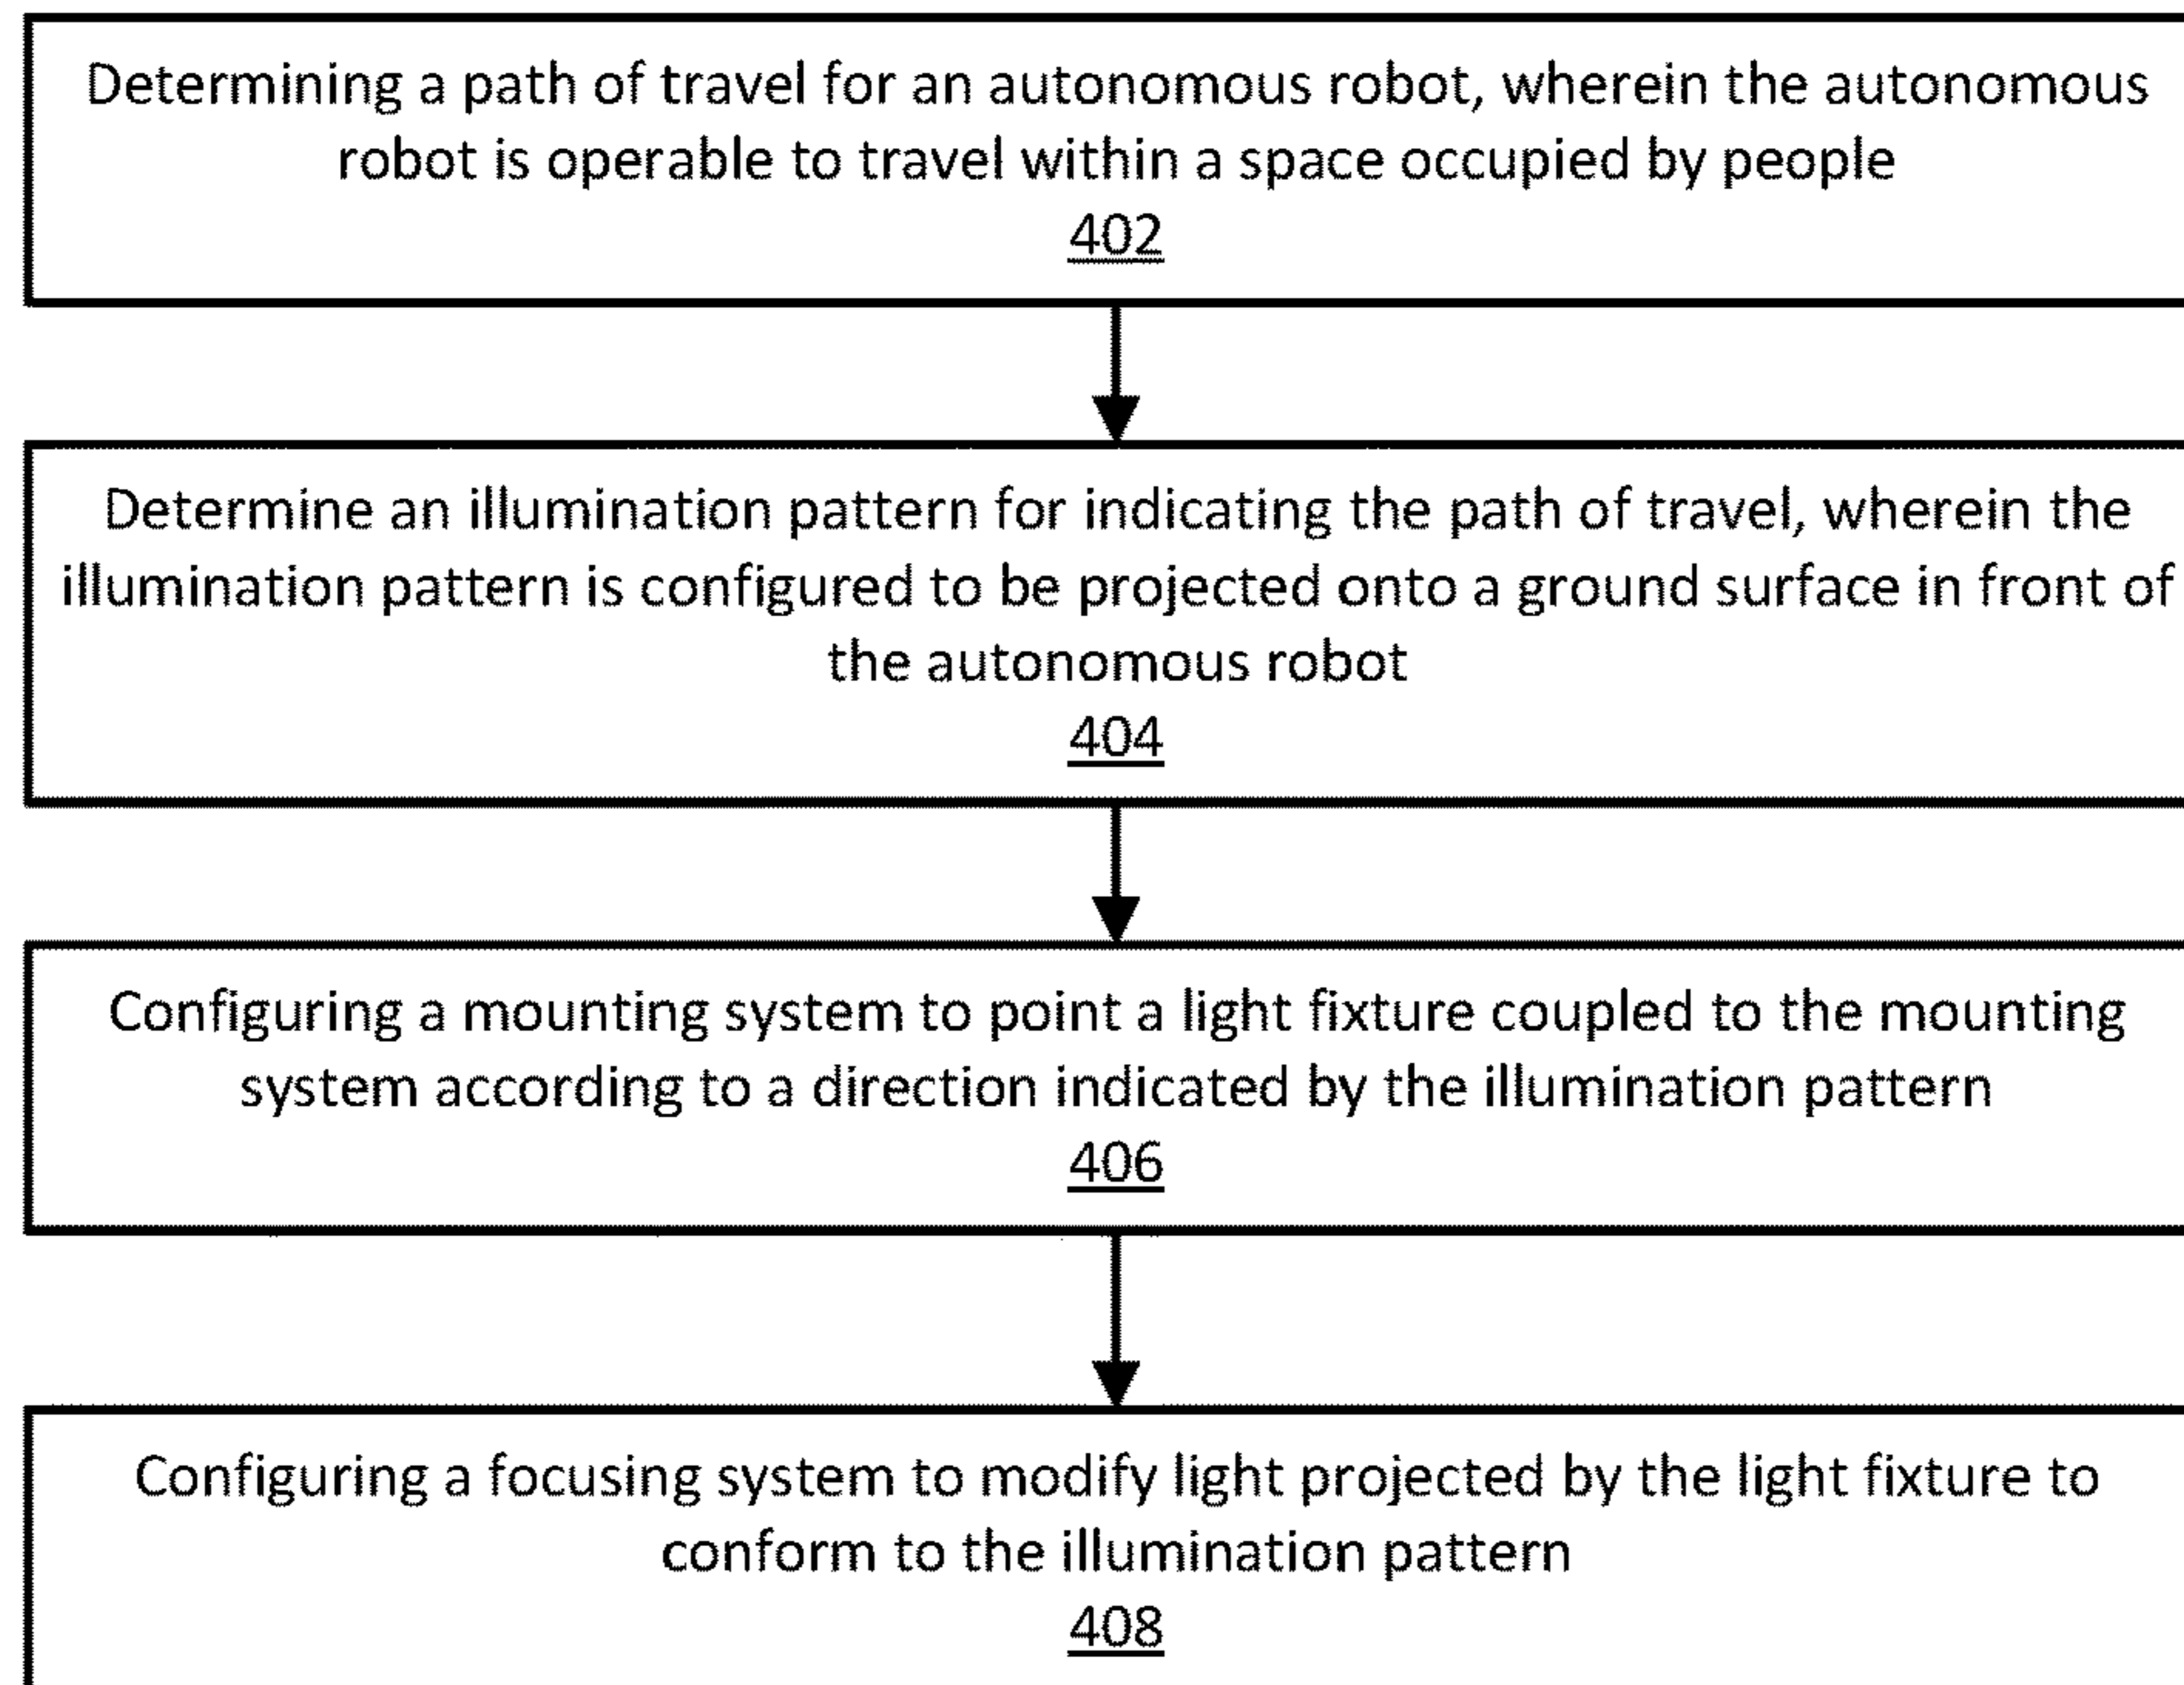 Determining a path of travel for an autonomous robot, wherein the autonomous
robot is operable to travel within a space occupied by people
402
Determine an illumination pattern for indicating the path of travel, wherein the
illumination pattern is configured to be projected onto a ground surface in front of
the autonomous robot
404
Configuring a mounting system to point a light fixture coupled to the mounting
system according to a direction indicated by the illumination pattern
406
Configuring a focusing system to modify light projected by the light fixture to
conform to the illumination pattern
408